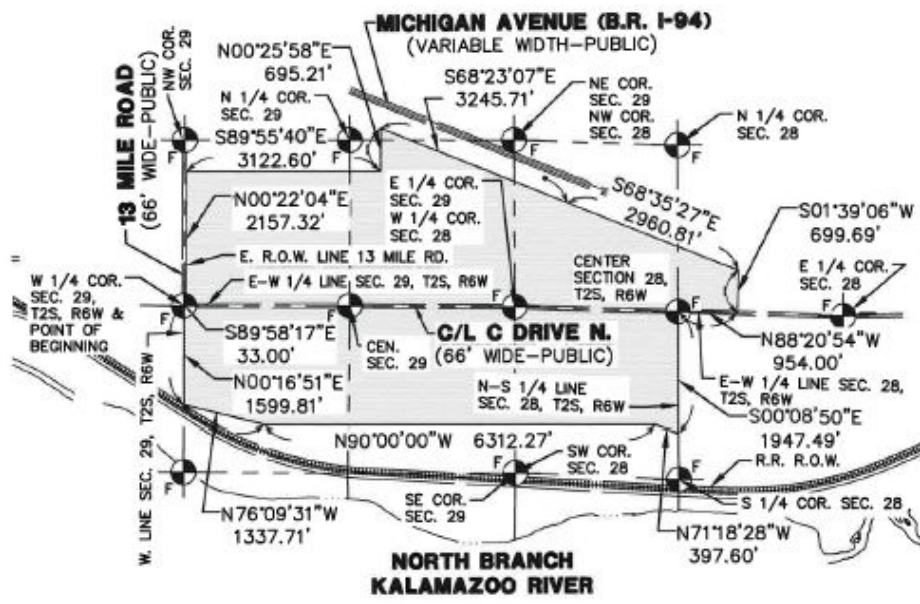 MICHIGAN AVENUE (B.R. I-94)
(VARIABLE WIDTH-PUBLIC)
13 MILE ROAD
(66' WIDE-PUBLIC)
NW COR.
SEC. 29
N00°25'58"E
695.21'
N 1/4 COR.
SEC. 29
S89°55'40"E
3122.60'
S68°23'07"E
3245.71'
NE COR.
SEC. 29
NW COR.
SEC. 28
N 1/4 COR.
SEC. 28
F
F
F
F
N00°22'04"E
2157.32'
E 1/4 COR.
SEC. 29
W 1/4 COR.
SEC. 28
S68°35'27"E
2960.81'
S01°39'06"W
699.69'
E. R.O.W. LINE 13 MILE RD.
E-W 1/4 LINE SEC. 29, T2S, R6W
CENTER
SECTION 28,
T2S, R6W
E 1/4 COR.
SEC. 28
W 1/4 COR.
SEC. 29,
T2S, R6W &
POINT OF
BEGINNING
F
F
F
F
F
S89°58'17"E
33.00'
CEN.
SEC. 29
C/L C DRIVE N.
(66' WIDE-PUBLIC)
N88°20'54"W
954.00'
N00°16'51"E
1599.81'
N-S 1/4 LINE
SEC. 28, T2S, R6W
E-W 1/4 LINE SEC. 28,
T2S, R6W
S00°08'50"E
1947.49'
R.R. R.O.W.
W. LINE SEC. 29, T2S, R6W
N90°00'00"W 6312.27'
SW COR.
SEC. 28
F
F
F
SE COR.
SEC. 29
S 1/4 COR. SEC. 28
N76°09'31"W
1337.71'
N71°18'28"W
397.60'
NORTH BRANCH
KALAMAZOO RIVER